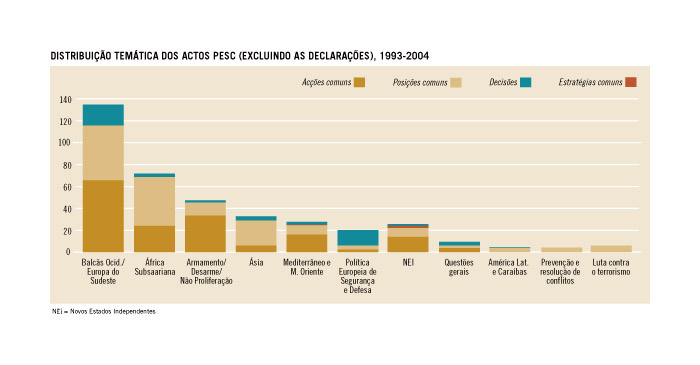 DISTRIBUIÇÃO TEMÁTICA DOS ACTOS PESC (EXCLUINDO AS DECLARAÇÕES), 1993-2004
Acções comuns Posições comuns Decisões Estratégias comuns
140
120
100
80
60
40
20
0
Balcãs Ocid./
Europa do
Sudeste
África
Subsaariana
Armamento/
Desarme/
Não Proliferação
Ásia
Mediterrâneo e
M. Oriente
Política
Europeia de
Segurança
e Defesa
NEI
Questões
gerais
América Lat.
e Caraíbas
Prevenção e
resolução de
conflitos
Luta contra
o terrorismo
NEi = Novos Estados Independentes